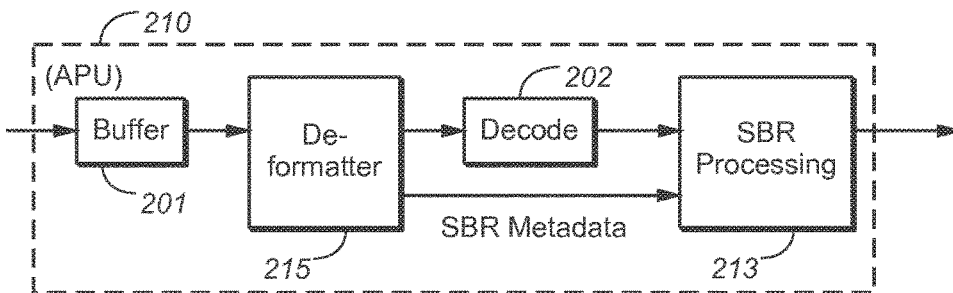 210
(APU)
202
Buffer
De-
formatter
Decode
SBR
Processing
201
SBR Metadata
215
213